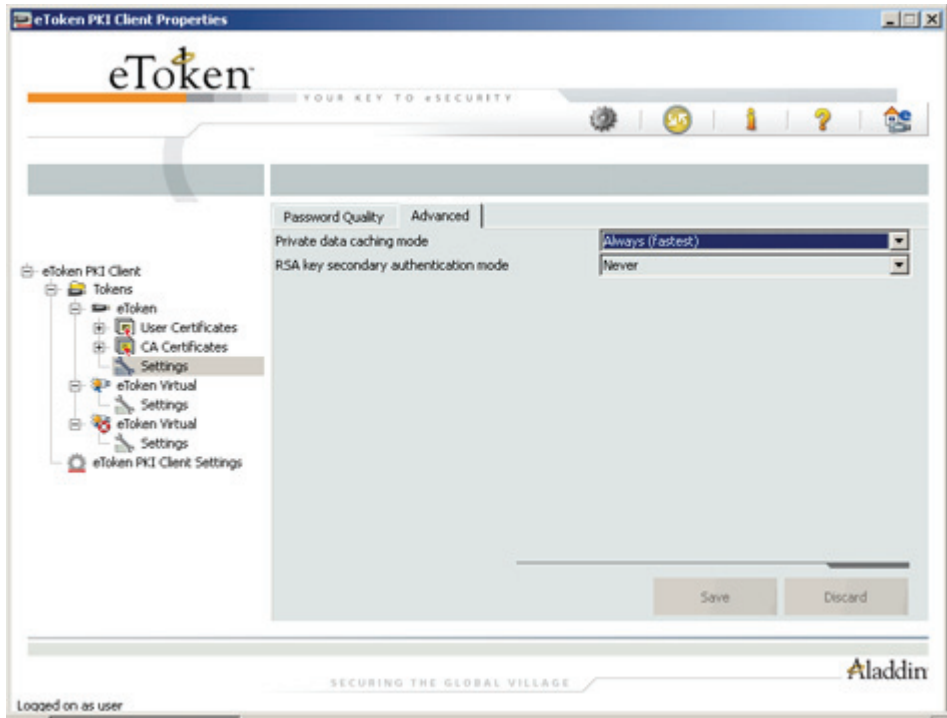 eToken PKI Client Properties
eToken
YOUR KEY TO eSECURITY
Password Quality Advanced
Private data caching mode Always (fastest)
RSA key secondary authentication mode Never
eToken PKI Client
Tokens
eToken
User Certificates
CA Certificates
Settings
eToken Virtual
Settings
eToken Virtual
Settings
eToken PKI Client Settings
Save Discard
Aladdin
SECURING THE GLOBAL VILLAGE
Logged on as user